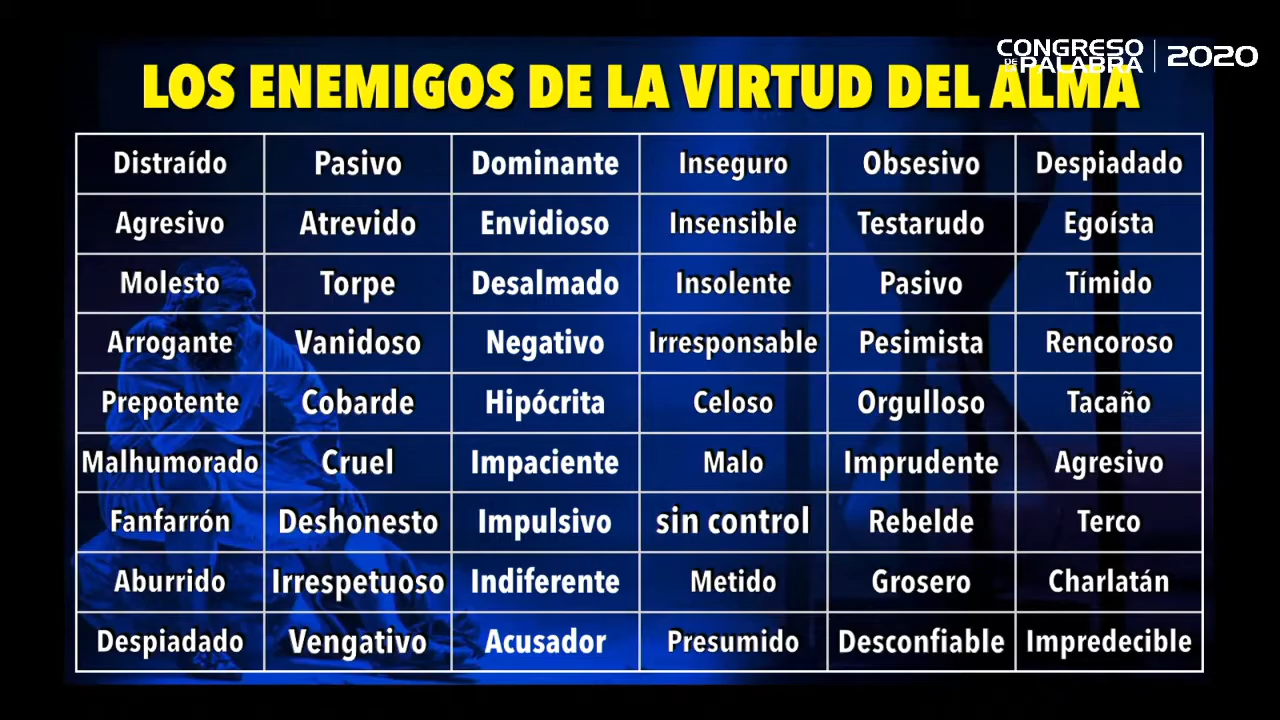 CONGRESO DE LA PALABRA 2020
LOS ENEMIGOS DE LA VIRTUD DEL ALMA
Distraído Pasivo Dominante Inseguro Obsesivo Despiadado
Agresivo Atrevido Envidioso Insensible Testarudo Egoísta
Molesto Torpe Desalmado Insolente Pasivo Tímido
Arrogante Vanidoso Negativo Irresponsable Pesimista Rencoroso
Prepotente Cobarde Hipócrita Celoso Orgulloso Tacaño
Malhumorado Cruel Impaciente Malo Imprudente Agresivo
Fanfarrón Deshonesto Impulsivo sin control Rebelde Terco
Aburrido Irrespetuoso Indiferente Metido Grosero Charlatán
Despiadado Vengativo Acusador Presumido Desconfiable Impredecible